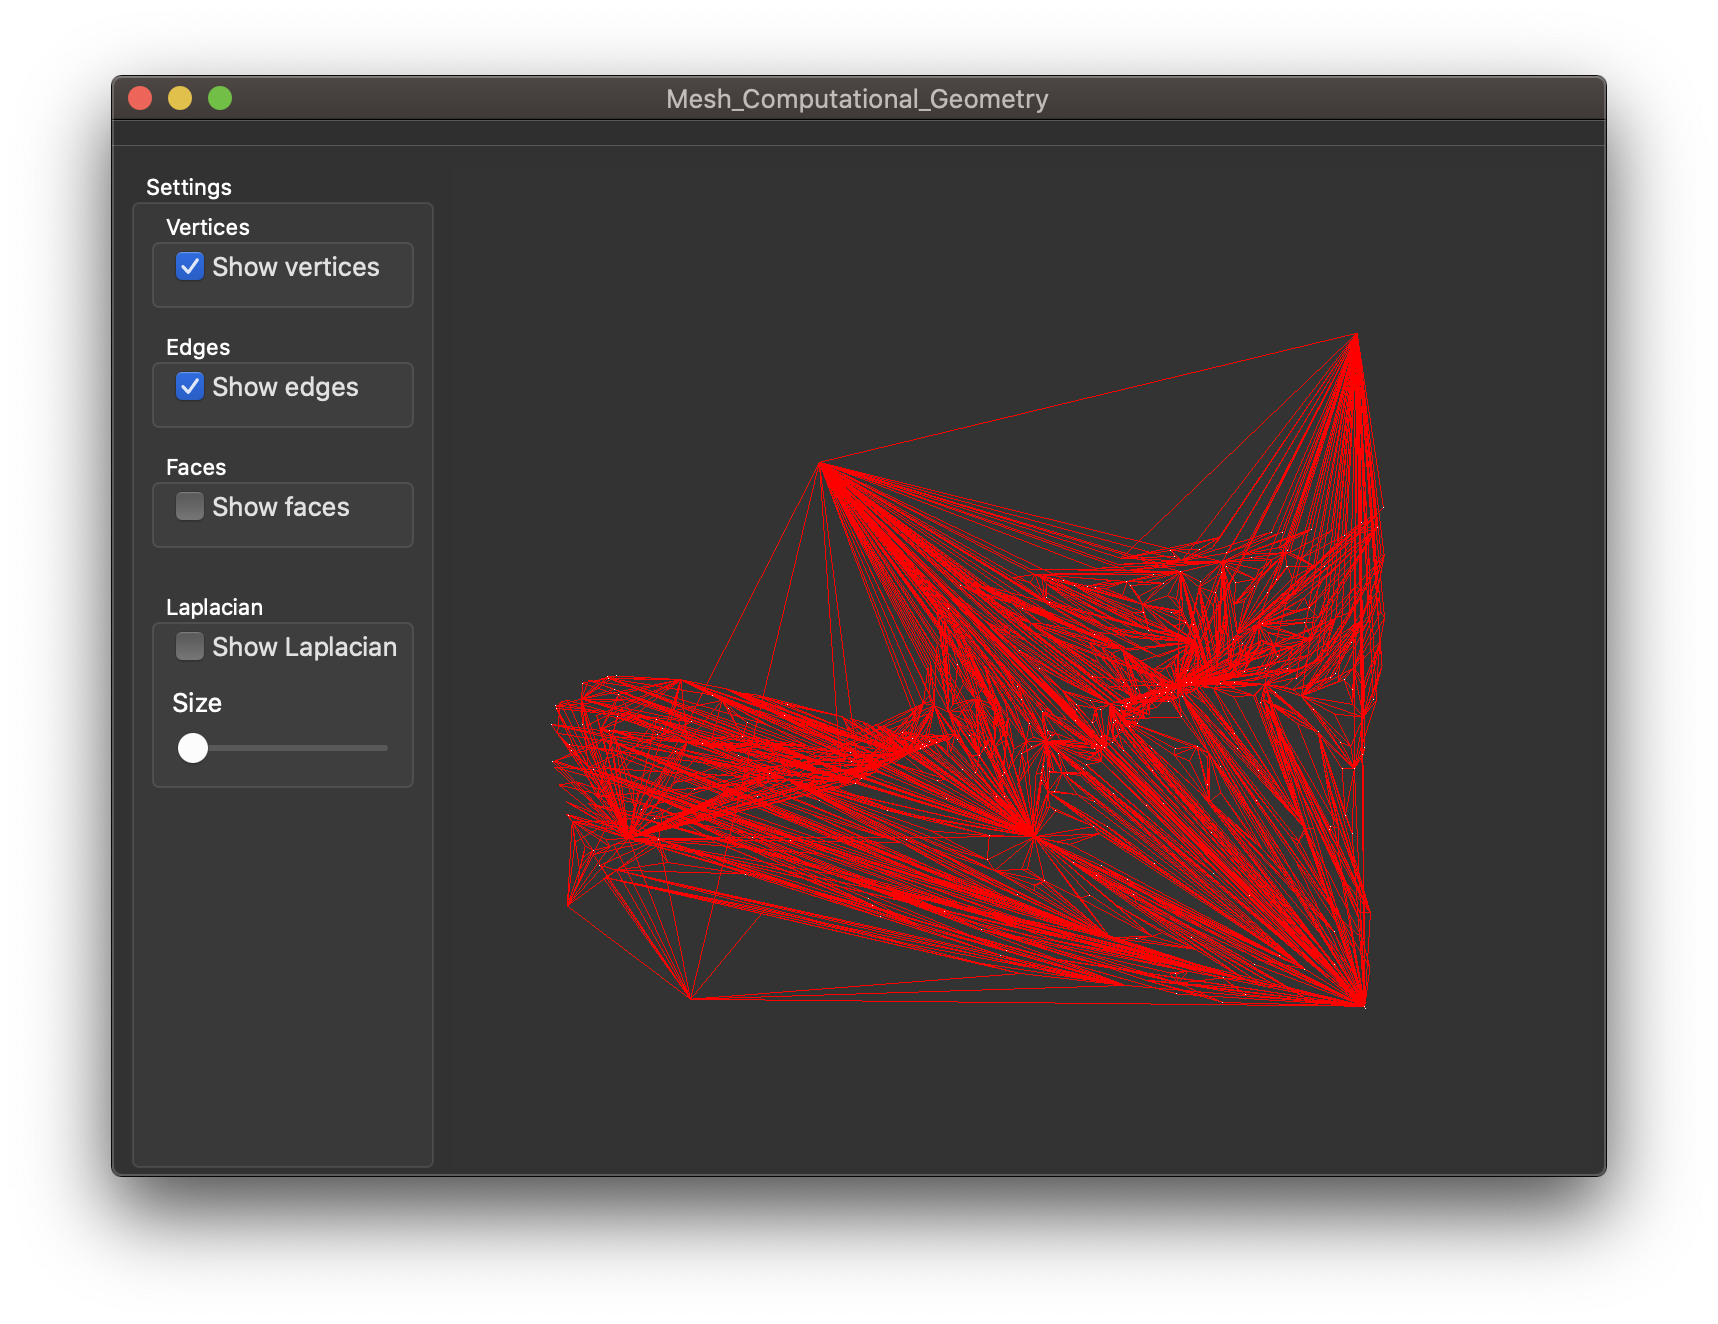 Mesh_Computational_Geometry
Settings
Vertices
Show vertices
Edges
Show edges
Faces
Show faces
Laplacian
Show Laplacian
Size